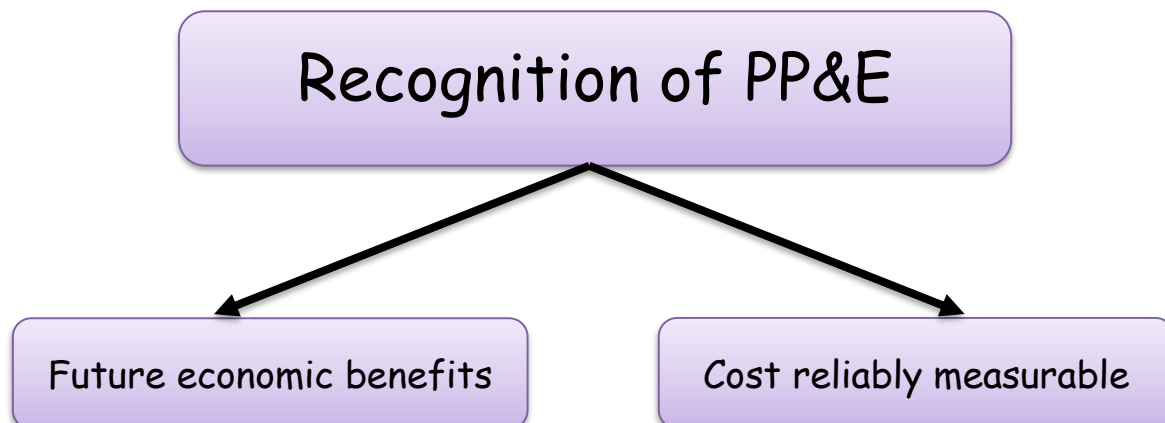 Recognition of PP&E
Future economic benefits
Cost reliably measurable